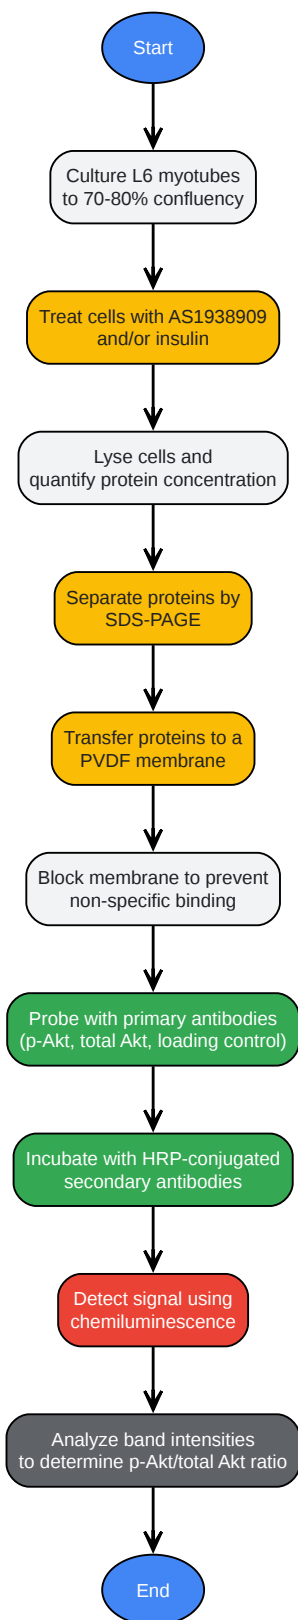 Start
Culture L6 myotubes
to 70-80% confluency
Treat cells with AS1938909
and/or insulin
Lyse cells and
quantify protein concentration
Separate proteins by
SDS-PAGE
Transfer proteins to a
PVDF membrane
Block membrane to prevent
non-specific binding
Probe with primary antibodies
(p-Akt, total Akt, loading control)
Incubate with HRP-conjugated
secondary antibodies
Detect signal using
chemiluminescence
Analyze band intensities
to determine p-Akt/total Akt ratio
End